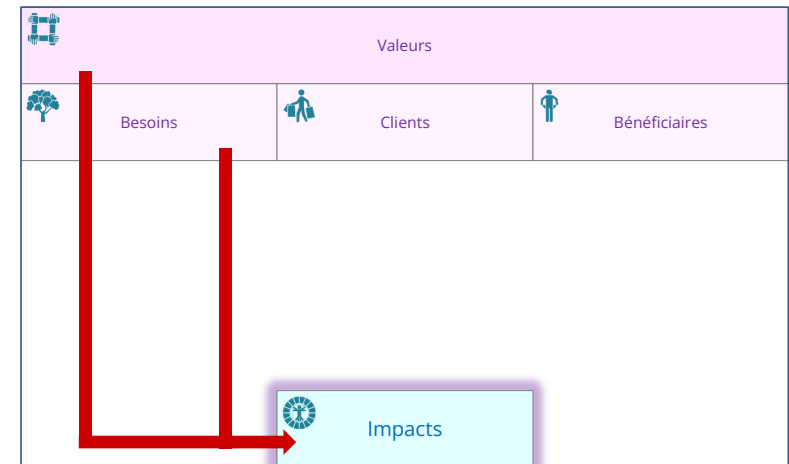 Valeurs
Besoins
Clients
Bénéficiaires
Impacts